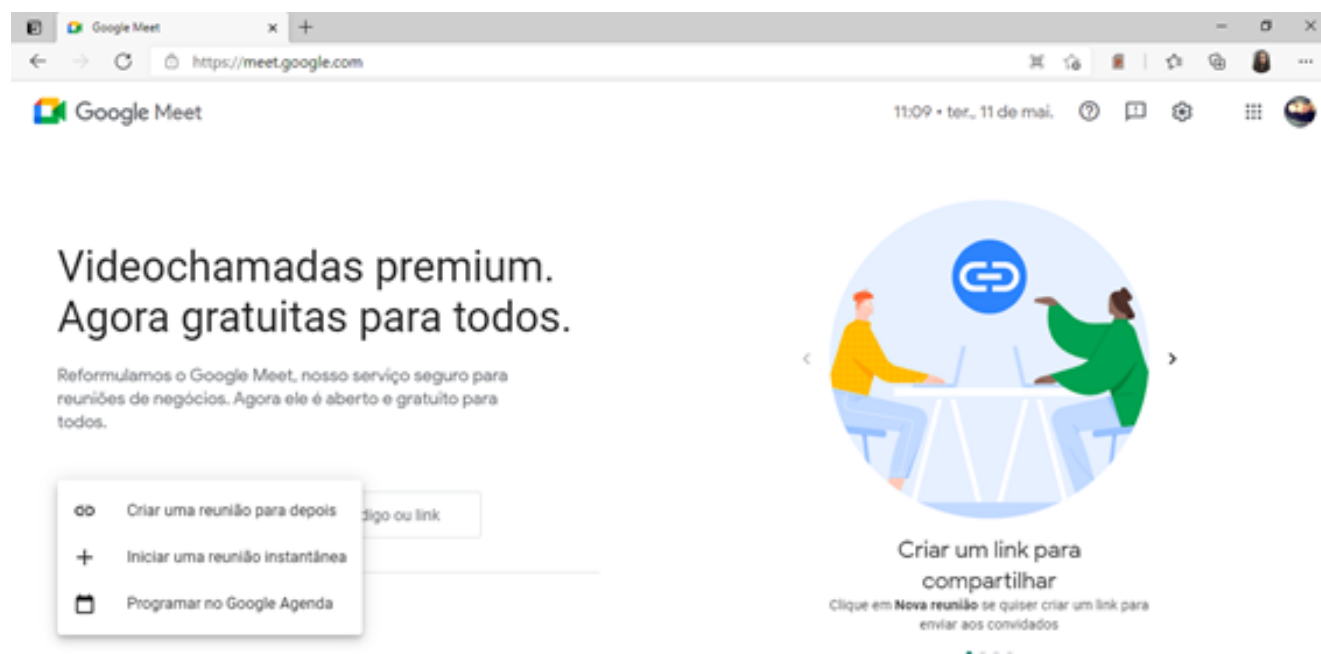 Google Meet
https://meet.google.com
Google Meet
11:09 • ter., 11 de mai.
Videochamadas premium.
Agora gratuitas para todos.
Reformulamos o Google Meet, nosso serviço seguro para
reuniões de negócios. Agora ele é aberto e gratuito para
todos.
Criar uma reunião para depois
digo ou link
Iniciar uma reunião instantânea
Programar no Google Agenda
Criar um link para
compartilhar
Clique em Nova reunião se quiser criar um link para
enviar aos convidados